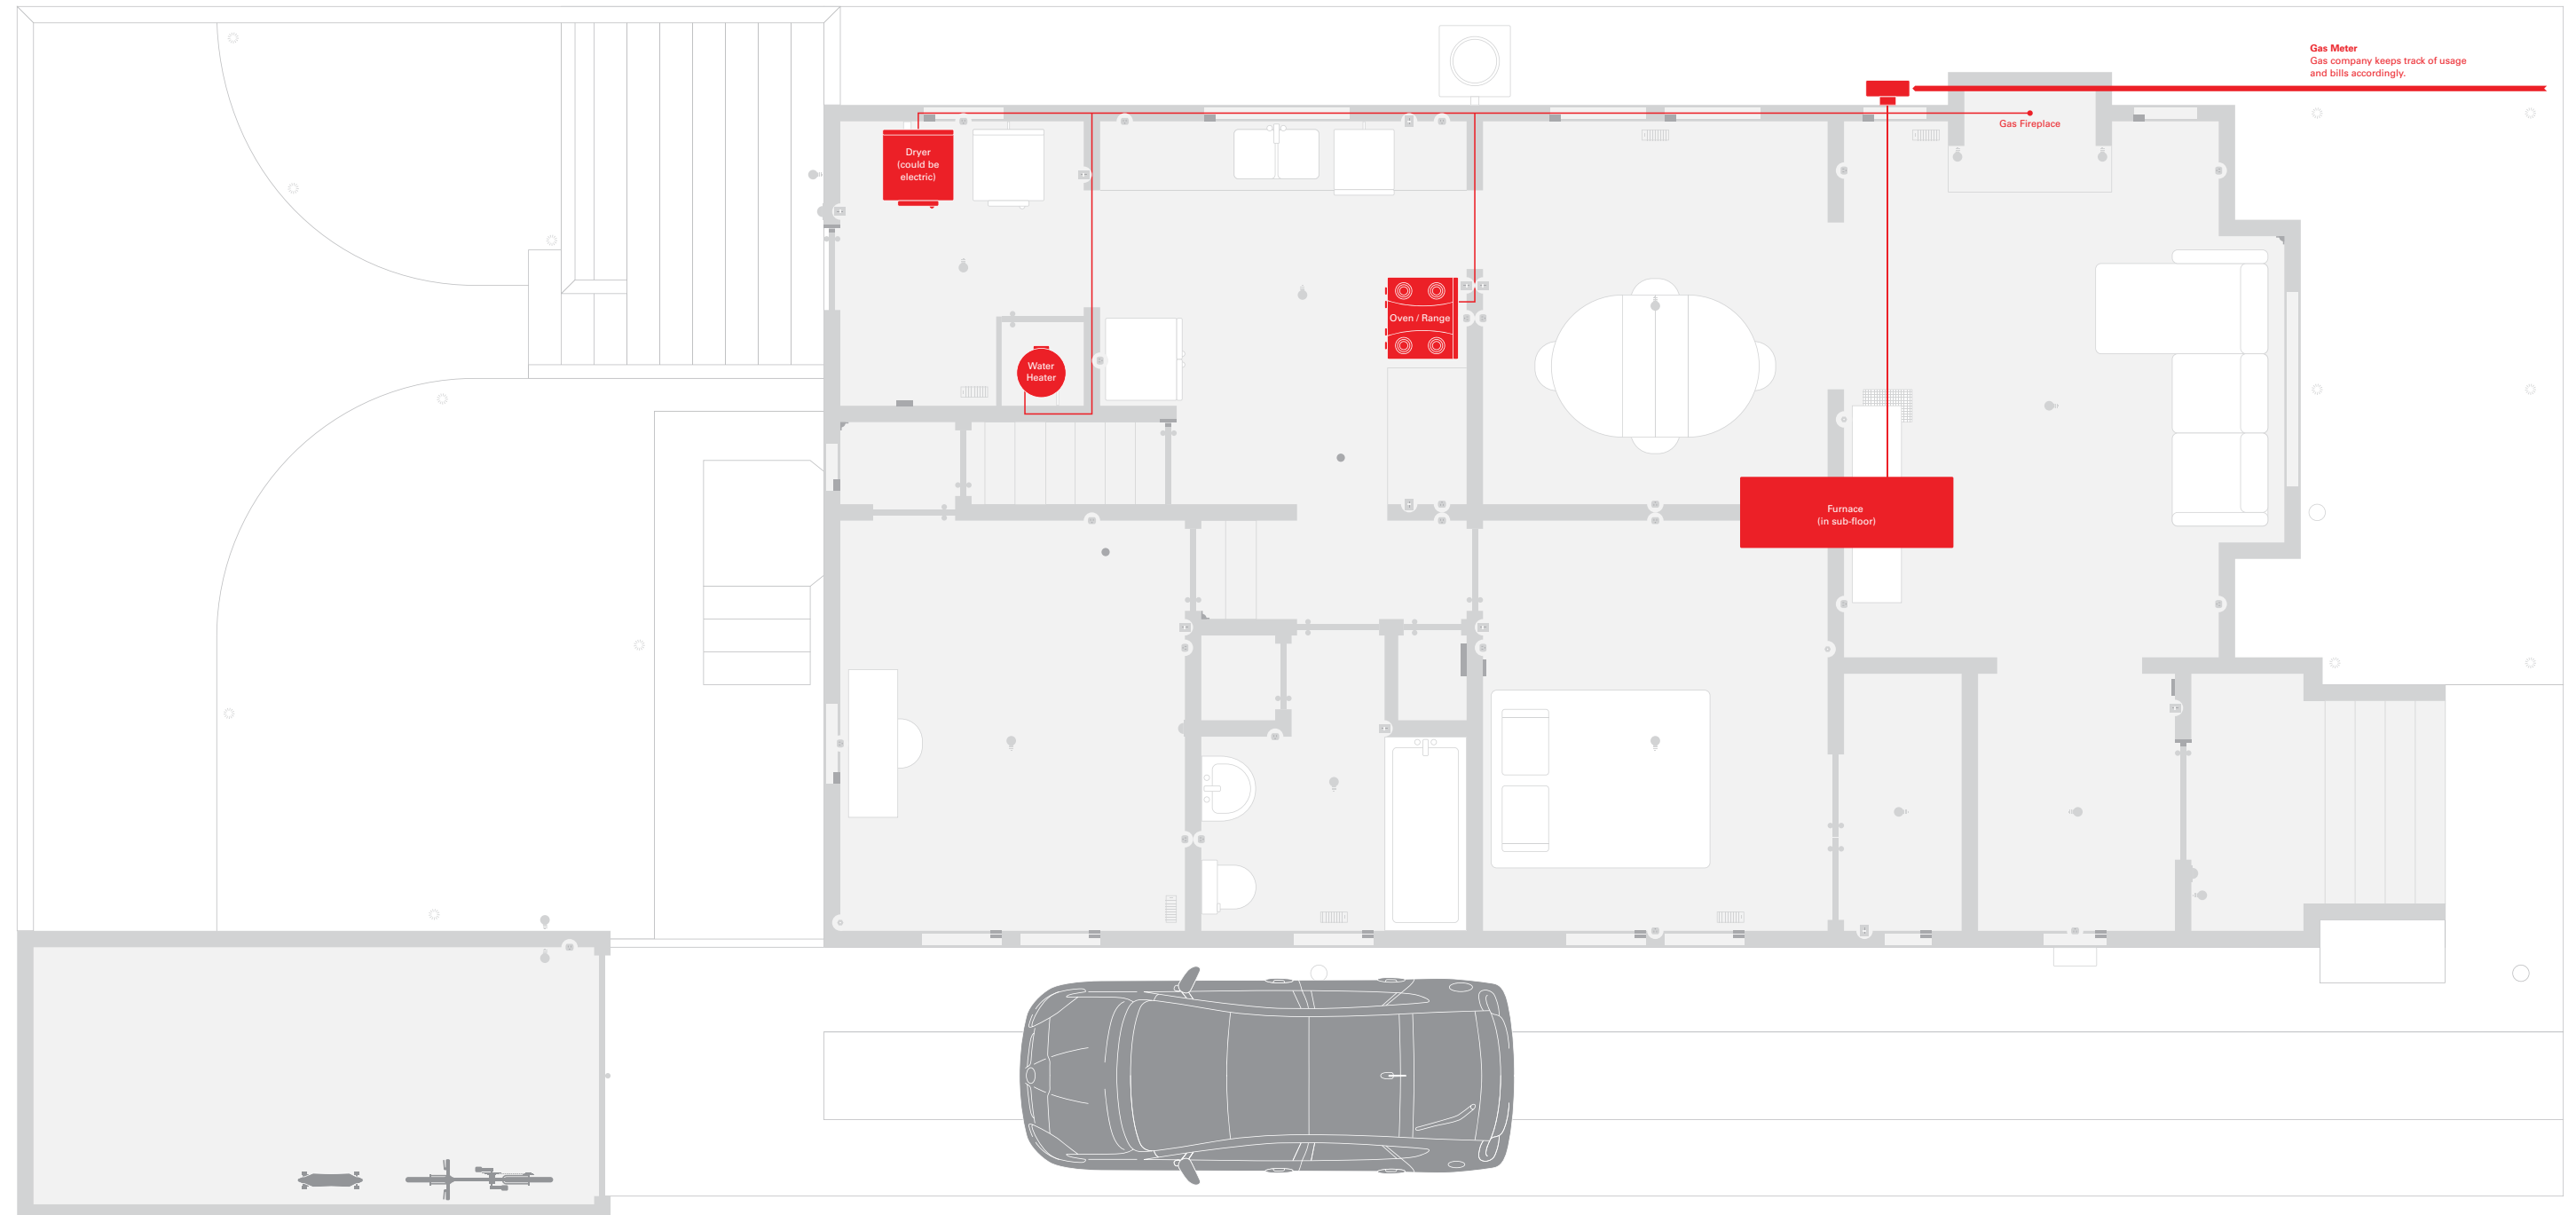 Gas Meter
Gas company keeps track of usage
and bills accordingly.
Gas Fireplace
Dryer
(could be
electric)
Oven / Range
Water
Heater
Furnace
(in sub-floor)